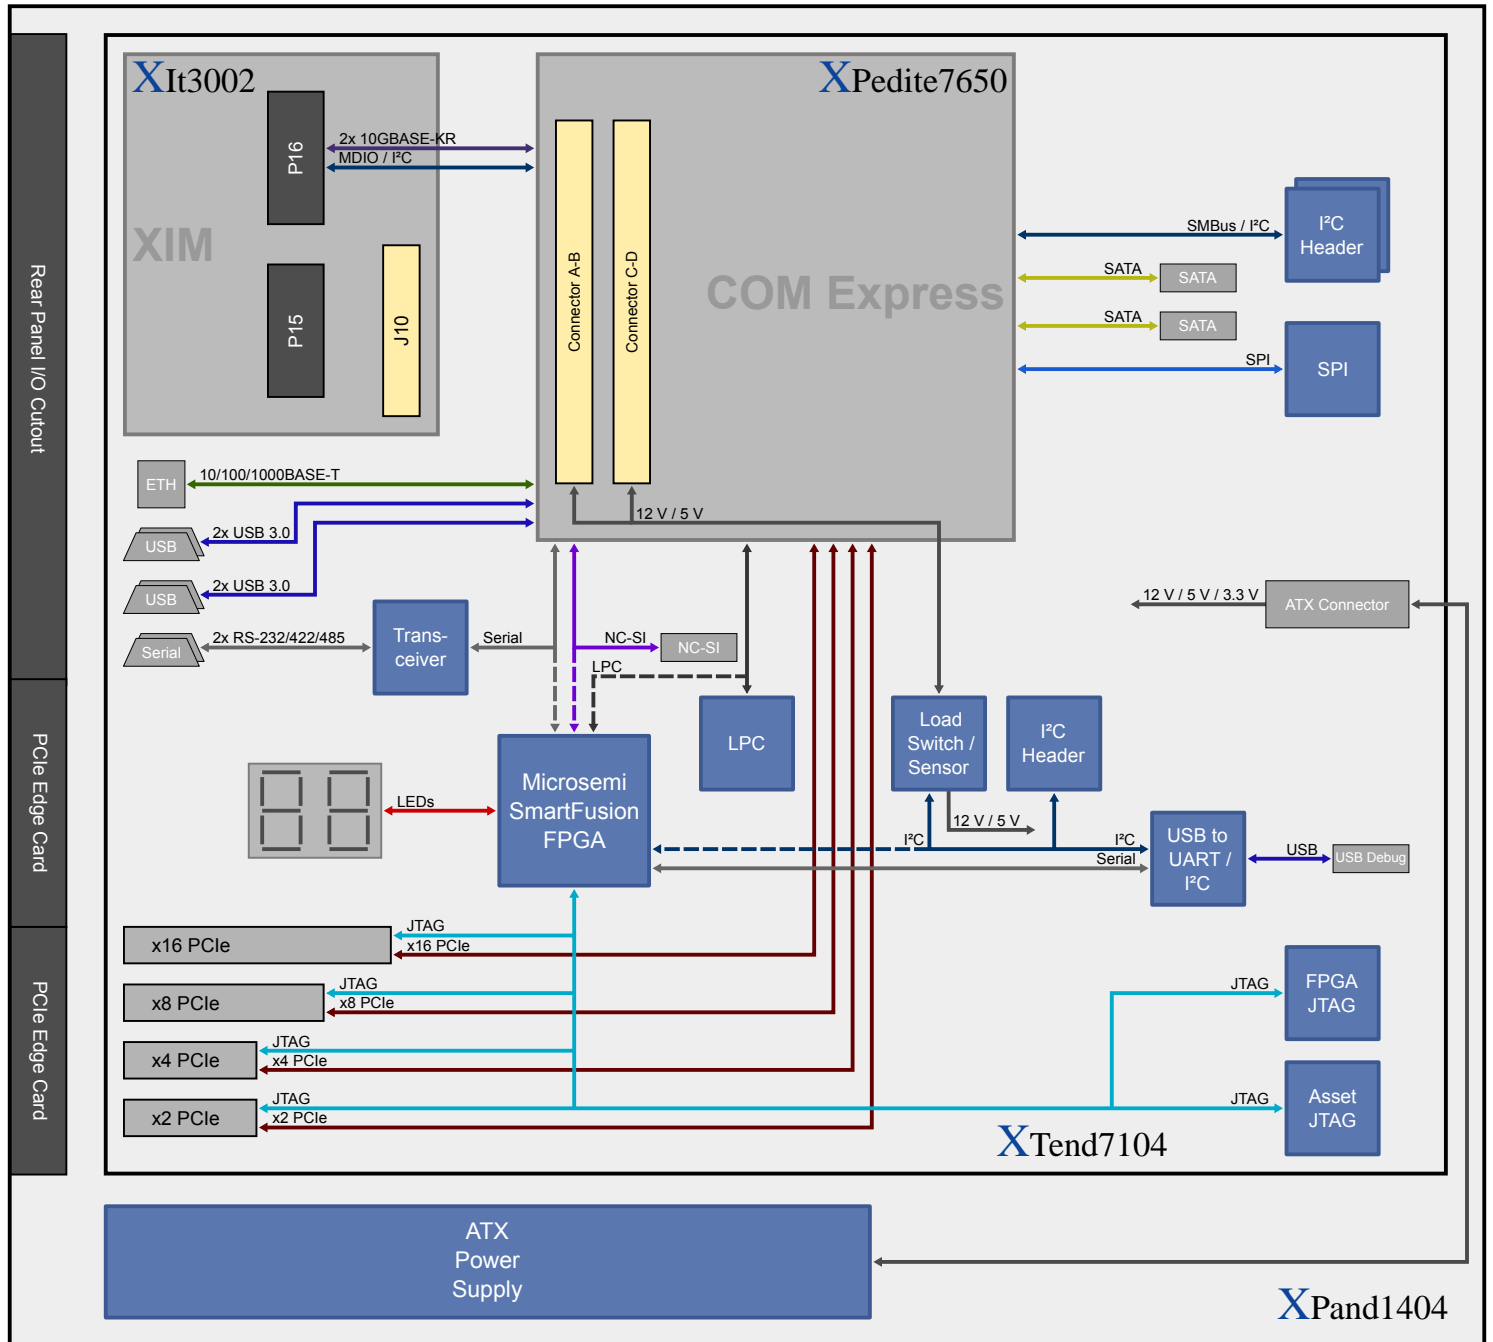 XIt3002
XPedite7650
P16
2x 10GBASE-KR
MDIO / I²C
XIM
P15
J10
Connector A-B
Connector C-D
COM Express
SMBus / I²C
I²C
Header
SATA
SATA
SATA
SATA
SPI
SPI
Rear Panel I/O Cutout
ETH
10/100/1000BASE-T
USB
2x USB 3.0
12 V / 5 V
USB
2x USB 3.0
12 V / 5 V / 3.3 V
ATX Connector
Serial
2x RS-232/422/485
Trans-
ceiver
Serial
NC-SI
NC-SI
LPC
PCIe Edge Card
LPC
Load
Switch /
Sensor
I²C
Header
Microsemi
SmartFusion
FPGA
LEDs
12 V / 5 V
I²C
I²C
Serial
USB to
UART /
I²C
USB
USB Debug
PCIe Edge Card
x16 PCIe
JTAG
x16 PCIe
x8 PCIe
JTAG
x8 PCIe
JTAG
FPGA
JTAG
x4 PCIe
JTAG
x4 PCIe
x2 PCIe
JTAG
x2 PCIe
JTAG
Asset
JTAG
XTend7104
ATX
Power
Supply
XPand1404